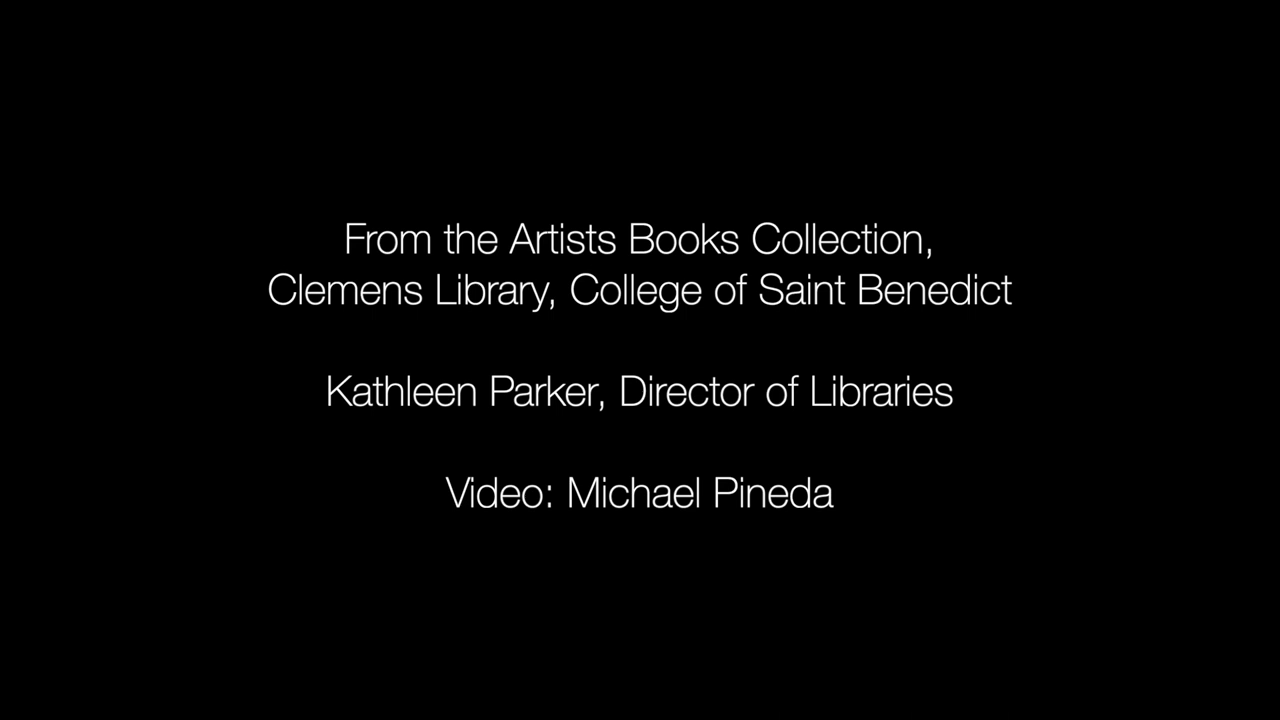 From the Artists Books Collection,
Clemens Library, College of Saint Benedict
Kathleen Parker, Director of Libraries
Video: Michael Pineda